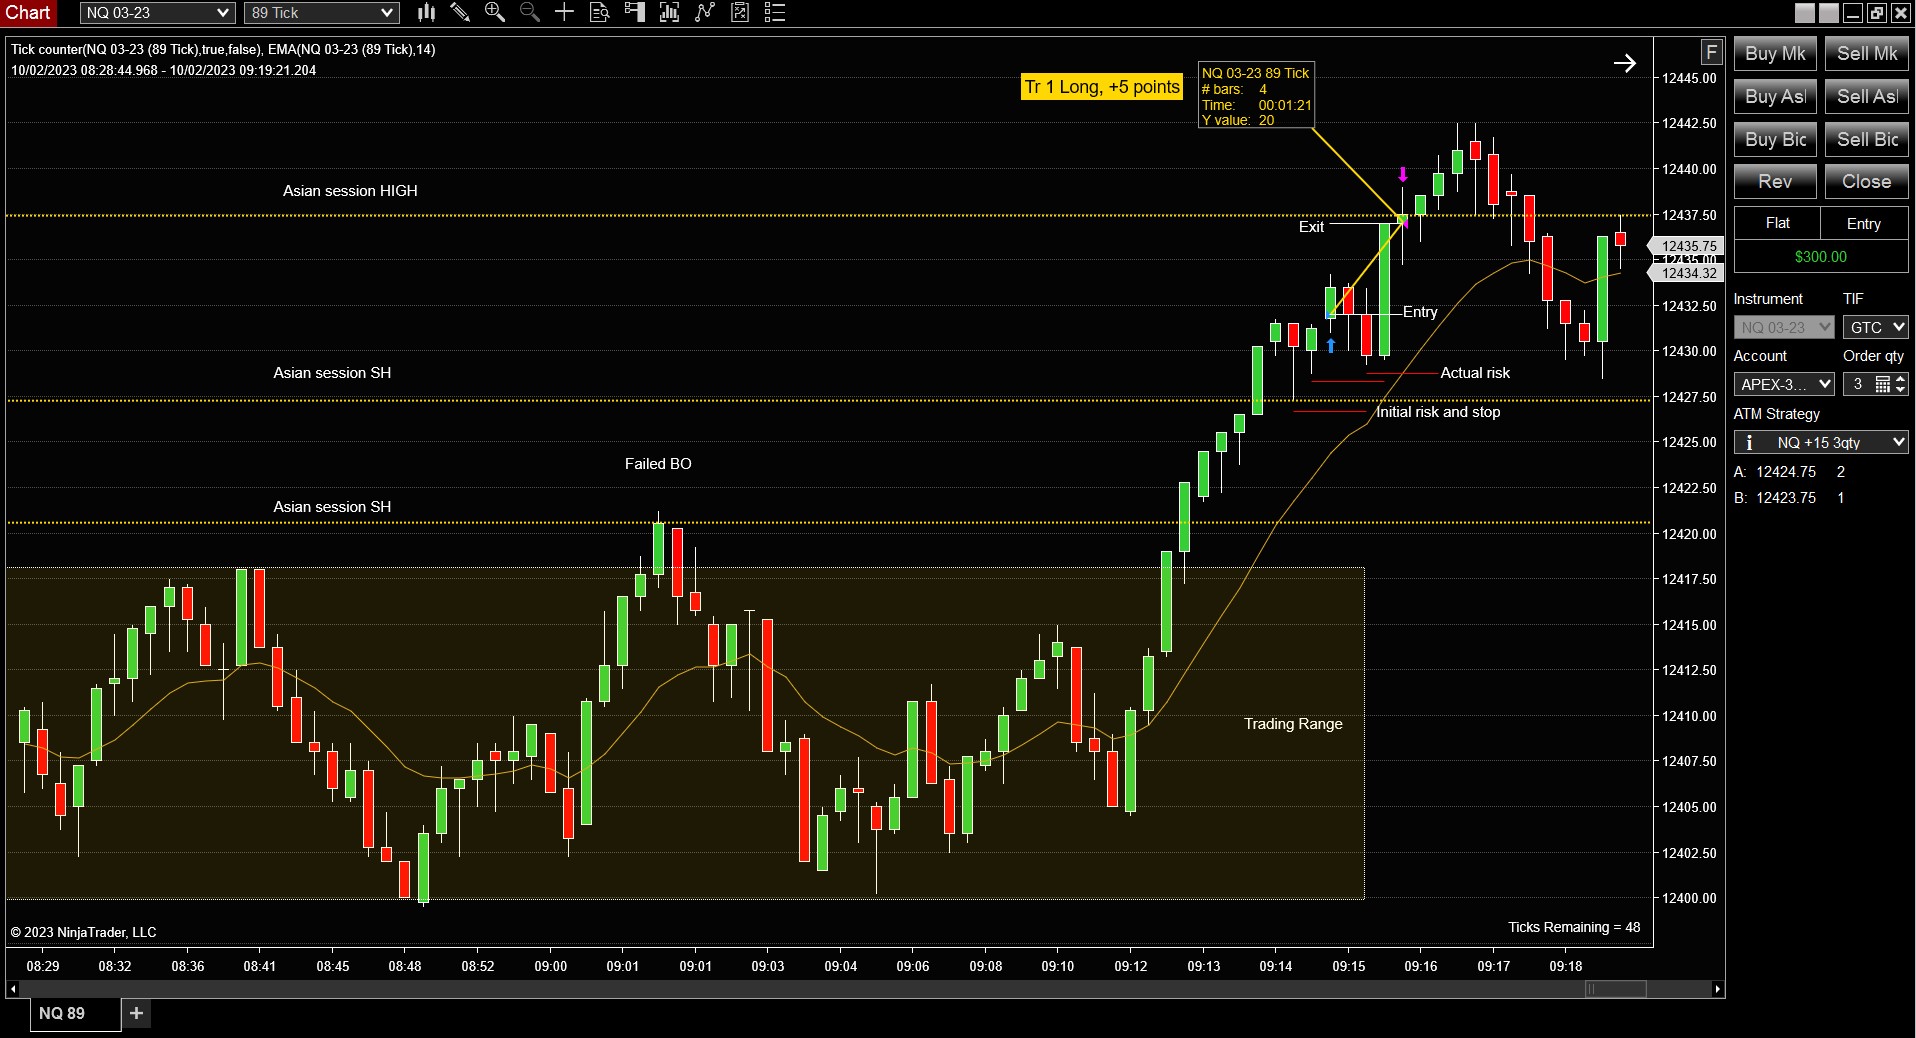 Chart
NQ 03-23
89 Tick
Tick counter(NQ 03-23 (89 Tick),true,false), EMA(NQ 03-23 (89 Tick),14)
10/02/2023 08:28:44.968 - 10/02/2023 09:19:21.204
Tr 1 Long, +5 points
NQ 03-23 89 Tick
# bars: 4
Time: 00:01:21
Y value: 20
F
Asian session HIGH
Exit
Entry
Asian session SH
Actual risk
Initial risk and stop
Failed BO
Asian session SH
Trading Range
© 2023 NinjaTrader, LLC
Ticks Remaining = 48
12445.00
12442.50
12440.00
12437.50
12435.75
12435.00
12434.32
12432.50
12430.00
12427.50
12425.00
12422.50
12420.00
12417.50
12415.00
12412.50
12410.00
12407.50
12405.00
12402.50
12400.00
08:29 08:32 08:36 08:41 08:45 08:48 08:52 09:00 09:01 09:01 09:03 09:04 09:06 09:08 09:10 09:12 09:13 09:14 09:15 09:16 09:17 09:18
NQ 89
+
Buy Mk Sell Mk
Buy Asl Sell Asl
Buy Bic Sell Bic
Rev Close
Flat Entry
$300.00
Instrument TIF
NQ 03-23 GTC
Account Order qty
APEX-3... 3
ATM Strategy
i NQ +15 3qty
A: 12424.75 2
B: 12423.75 1